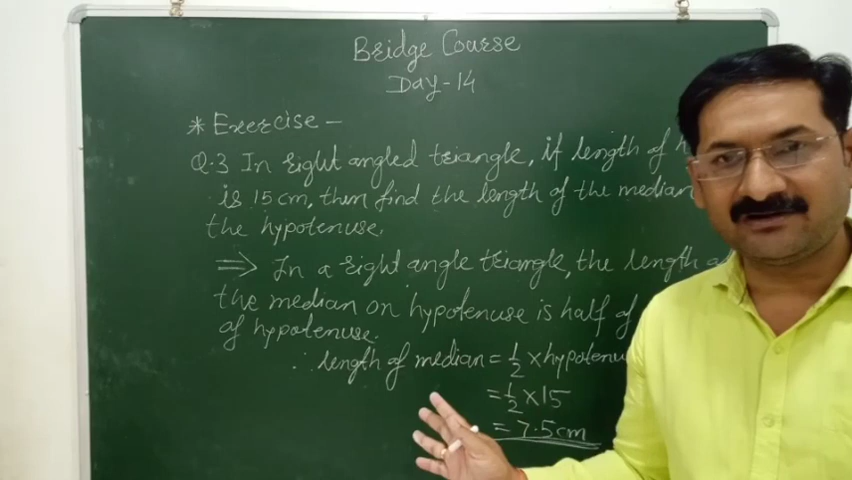 Bridge Course
Day-14
* Exercise -
Q.3 In right angled triangle, if length of h
is 15 cm, then find the length of the median
the hypotenuse.
⇒ In a right angle triangle, the length
the median on hypotenuse is half of
of hypotenuse.
∴ length of median = 1/2 × hypotenu
= 1/2 × 15
= 7.5cm